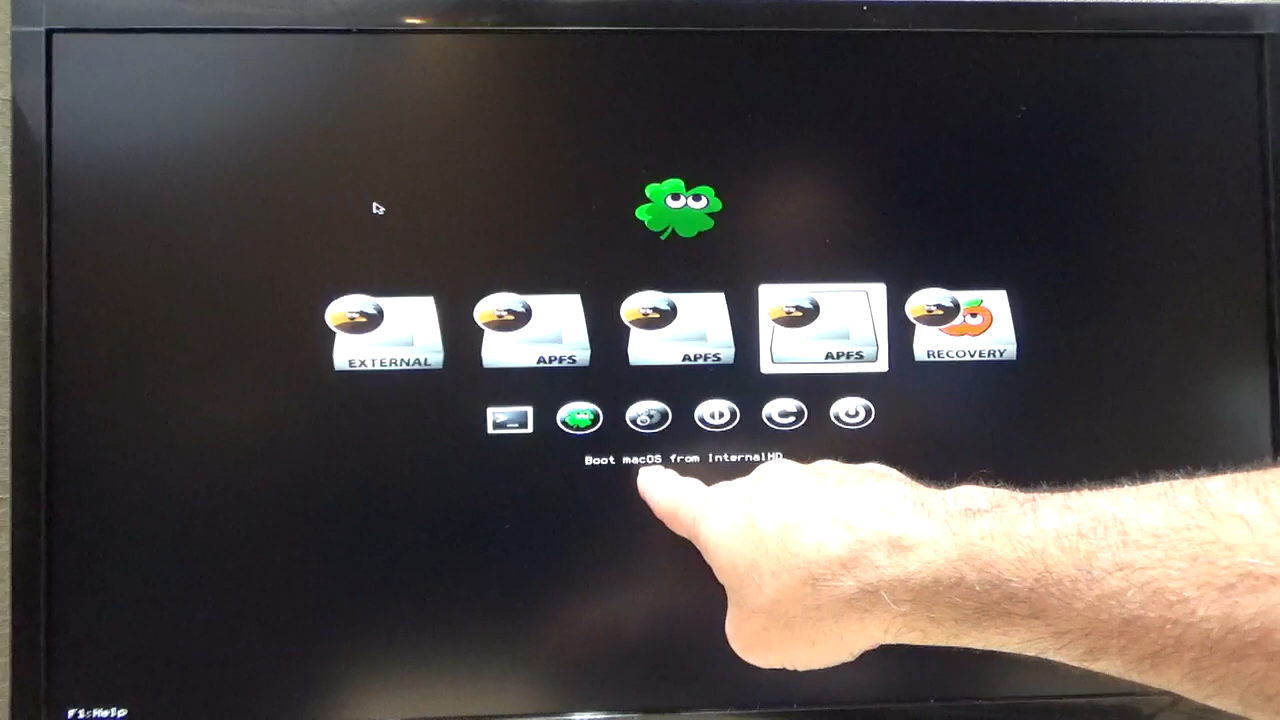 EXTERNAL APFS APFS APFS RECOVERY
Boot macOS from InternalHD
F1:Help